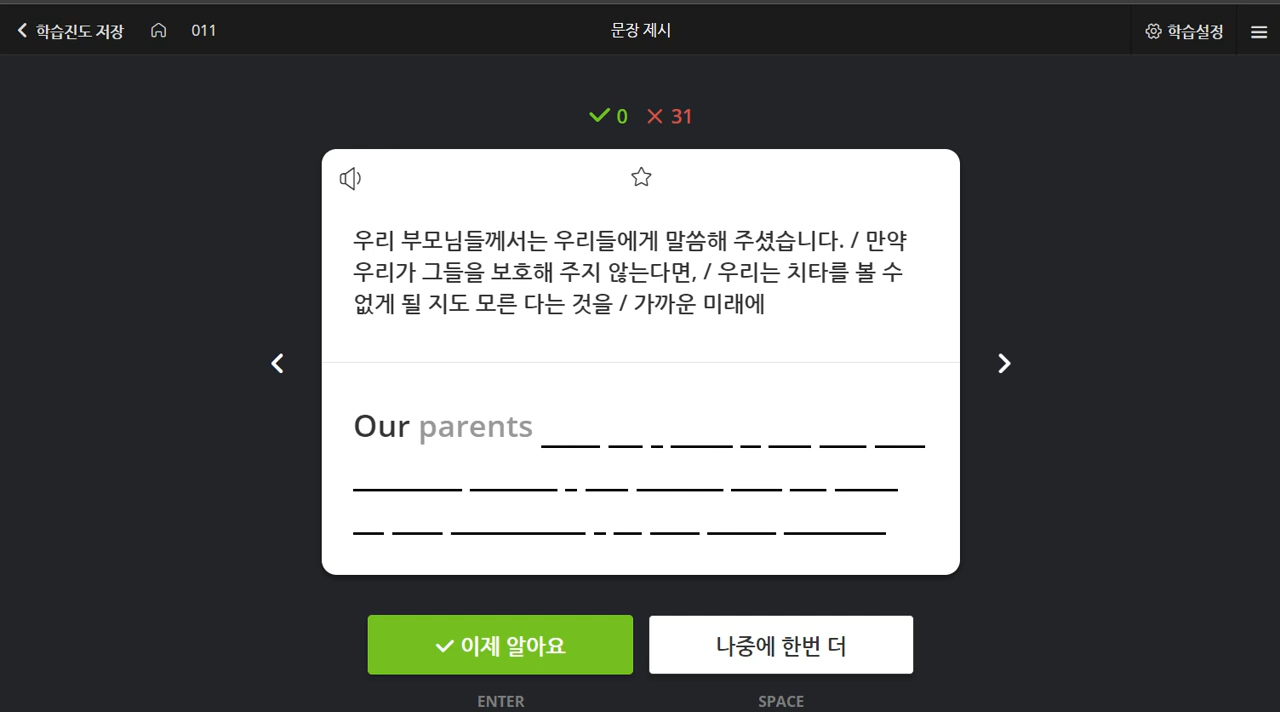 학습진도 저장 011 문장 제시 학습설정
0 31
우리 부모님들께서는 우리들에게 말씀해 주셨습니다. / 만약
우리가 그들을 보호해 주지 않는다면, / 우리는 치타를 볼 수
없게 될 지도 모른 다는 것을 / 가까운 미래에
Our parents
이제 알아요 나중에 한번 더
ENTER SPACE